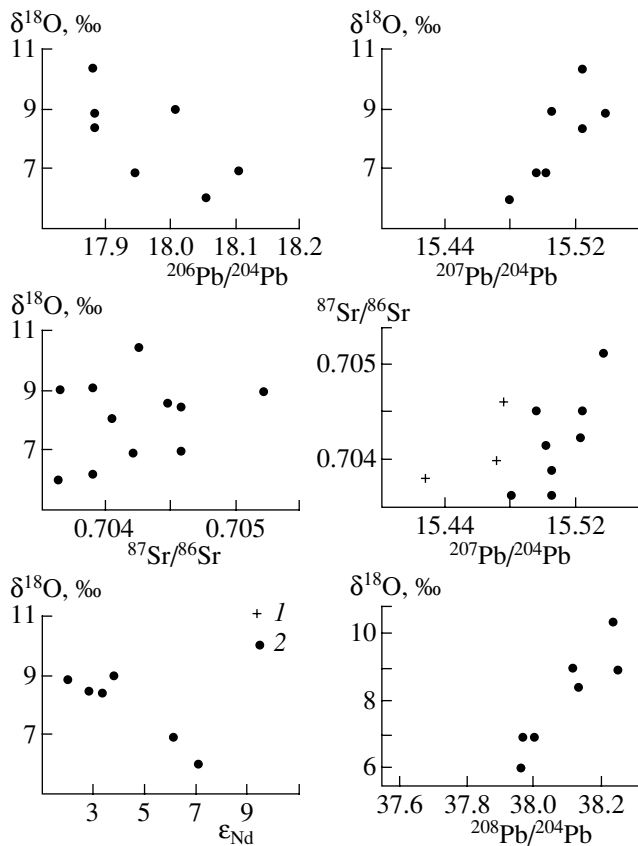 δ¹⁸O, ‰
11
9
7
17.9 18.0 18.1 18.2
²⁰⁶Pb/²⁰⁴Pb
δ¹⁸O, ‰
11
9
7
15.44 15.52
²⁰⁷Pb/²⁰⁴Pb
δ¹⁸O, ‰
11
9
7
0.704 0.705
⁸⁷Sr/⁸⁶Sr
⁸⁷Sr/⁸⁶Sr
0.705
0.704
15.44 15.52
²⁰⁷Pb/²⁰⁴Pb
δ¹⁸O, ‰
11
9
7
1
2
3 5 7 9
εNd
δ¹⁸O, ‰
10
8
6
37.6 37.8 38.0 38.2
²⁰⁸Pb/²⁰⁴Pb